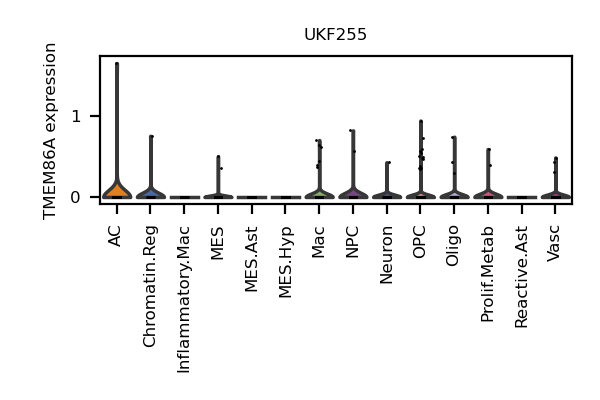 UKF255
TMEM86A expression
1
0
AC
Chromatin.Reg
Inflammatory.Mac
MES
MES.Ast
MES.Hyp
Mac
NPC
Neuron
OPC
Oligo
Prolif.Metab
Reactive.Ast
Vasc